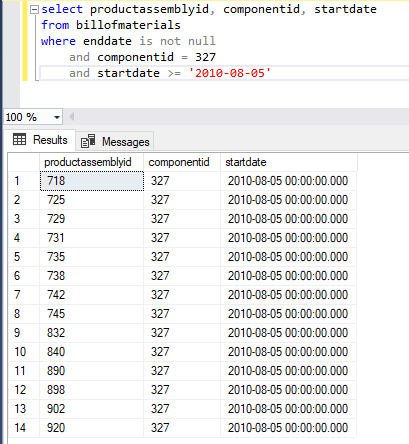 select productassemblyid, componentid, startdate
from billofmaterials
where enddate is not null
and componentid = 327
and startdate >= '2010-08-05'
100 %
Results Messages
productassemblyid componentid startdate
1 718 327 2010-08-05 00:00:00.000
2 725 327 2010-08-05 00:00:00.000
3 729 327 2010-08-05 00:00:00.000
4 731 327 2010-08-05 00:00:00.000
5 735 327 2010-08-05 00:00:00.000
6 738 327 2010-08-05 00:00:00.000
7 742 327 2010-08-05 00:00:00.000
8 745 327 2010-08-05 00:00:00.000
9 832 327 2010-08-05 00:00:00.000
10 840 327 2010-08-05 00:00:00.000
11 890 327 2010-08-05 00:00:00.000
12 898 327 2010-08-05 00:00:00.000
13 902 327 2010-08-05 00:00:00.000
14 920 327 2010-08-05 00:00:00.000